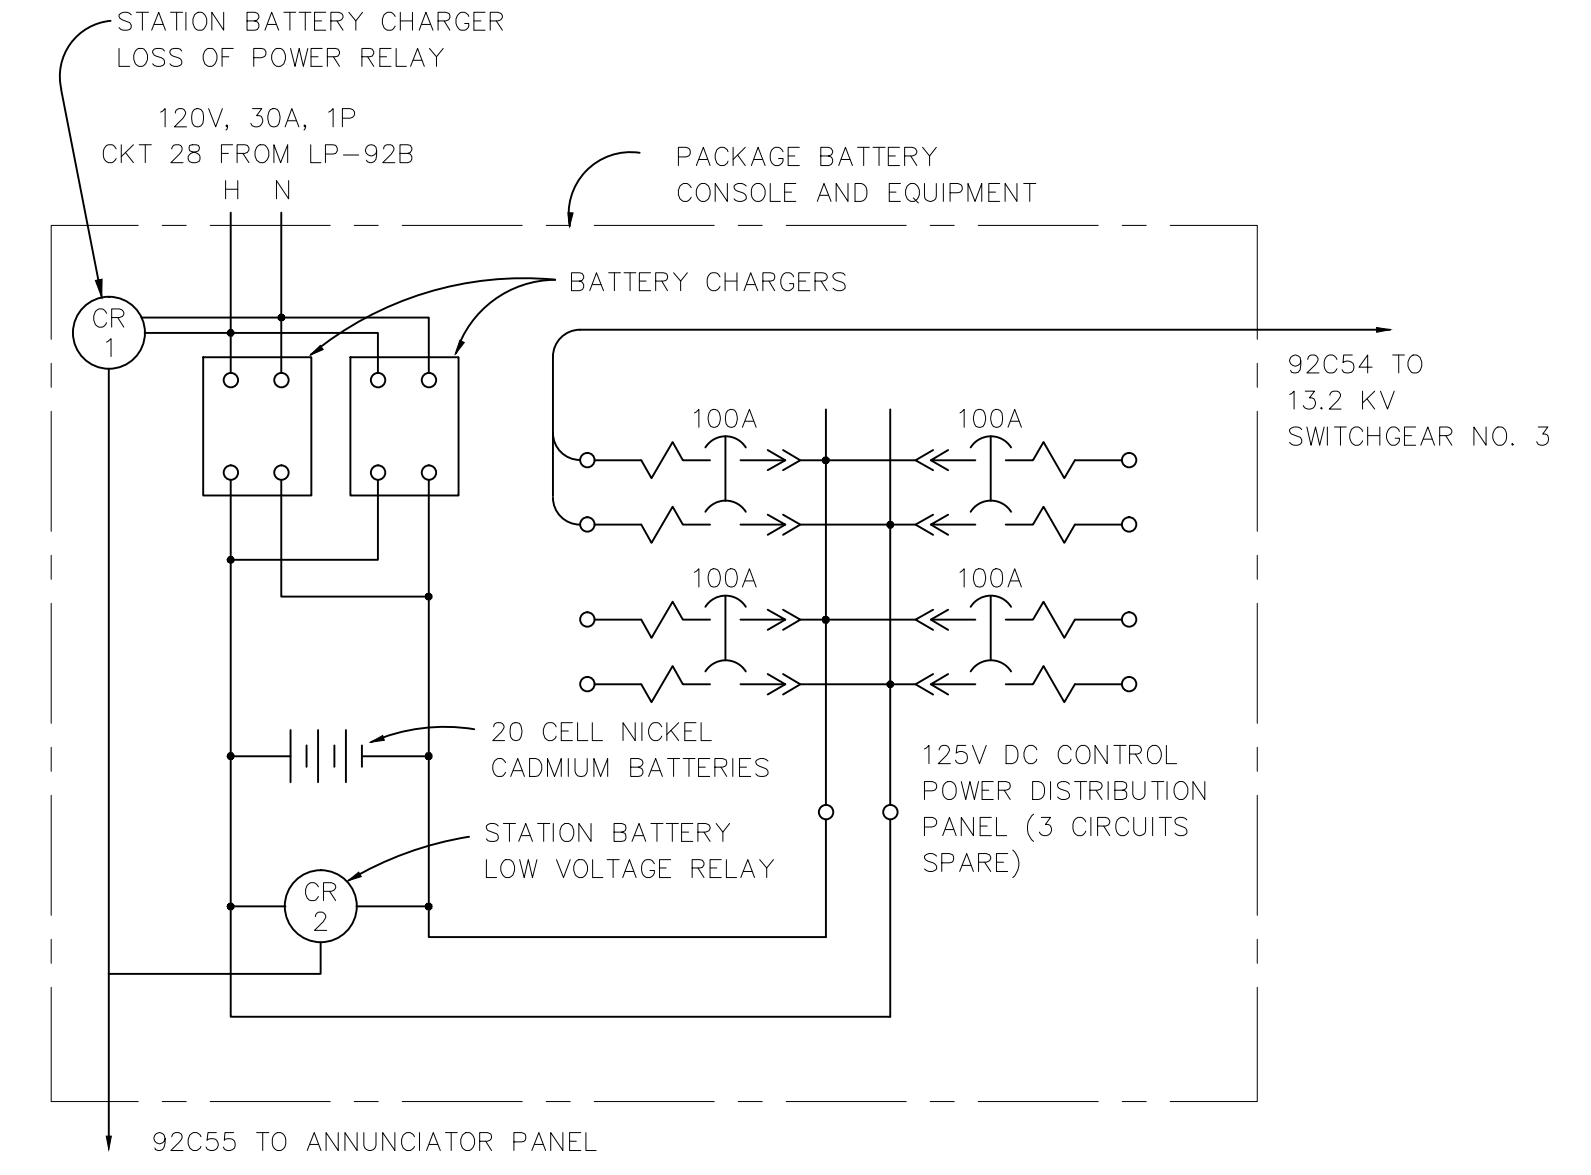 STATION BATTERY CHARGER
LOSS OF POWER RELAY
120V, 30A, 1P
CKT 28 FROM LP-92B
H N
PACKAGE BATTERY
CONSOLE AND EQUIPMENT
BATTERY CHARGERS
CR
1
92C54 TO
13.2 KV
SWITCHGEAR NO. 3
100A
100A
100A
100A
20 CELL NICKEL
CADMIUM BATTERIES
125V DC CONTROL
POWER DISTRIBUTION
PANEL (3 CIRCUITS
SPARE)
STATION BATTERY
LOW VOLTAGE RELAY
CR
2
92C55 TO ANNUNCIATOR PANEL